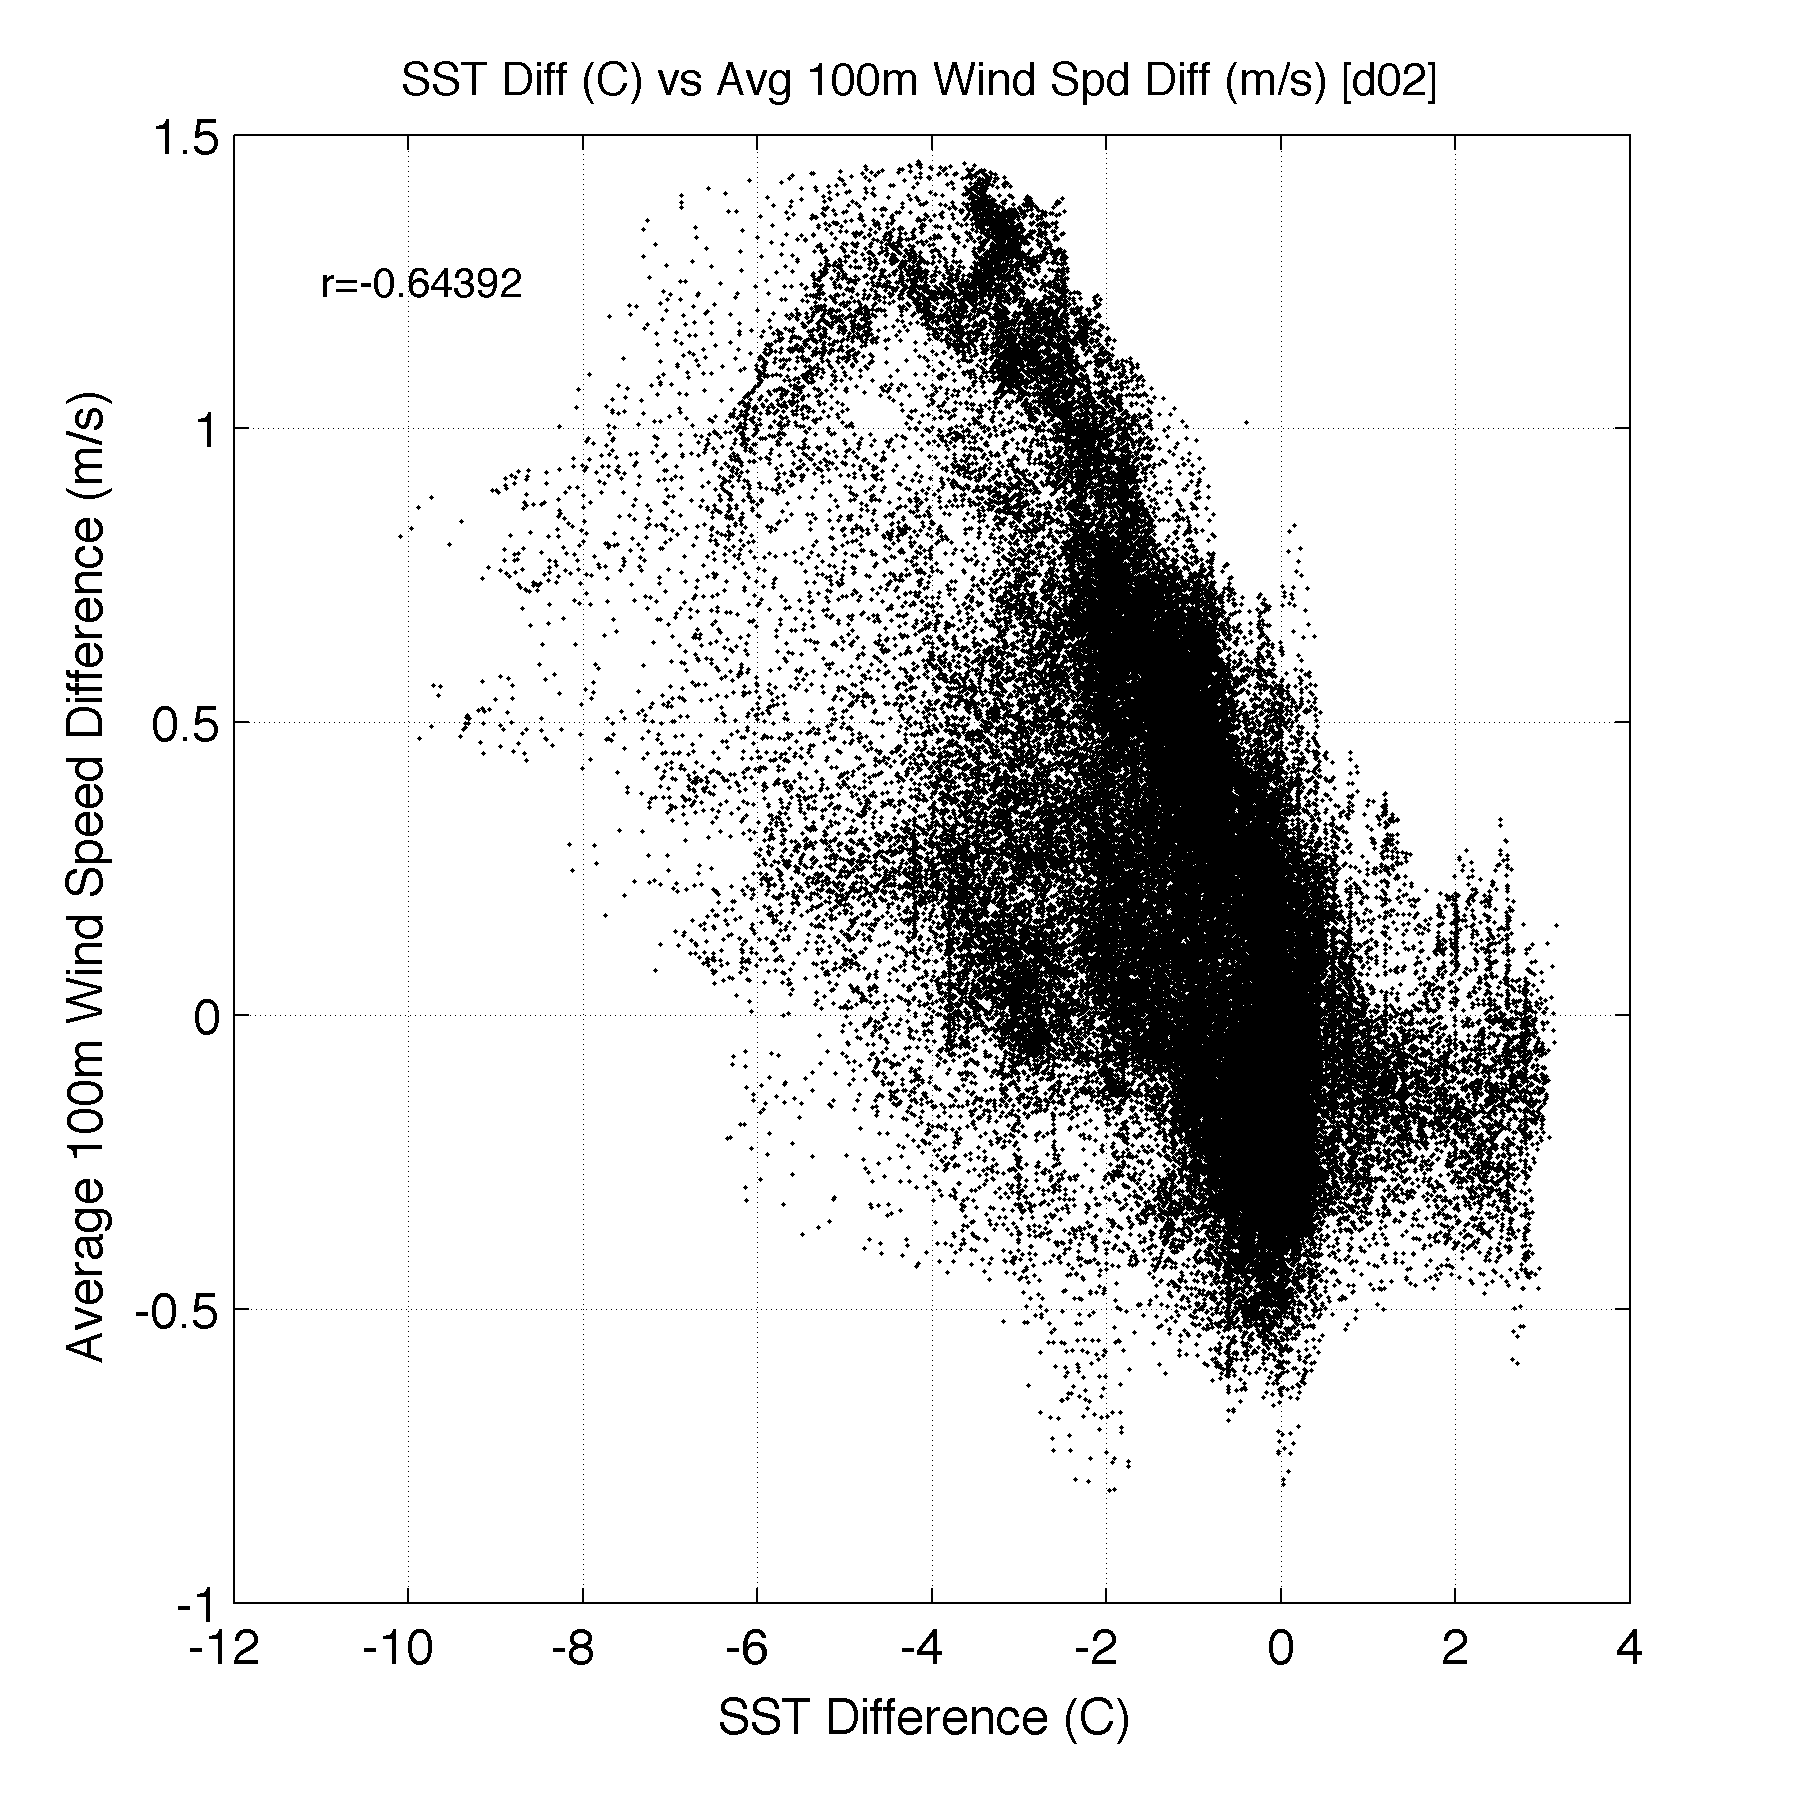 SST Diff (C) vs Avg 100m Wind Spd Diff (m/s) [d02]
1.5
r=-0.64392
1
0.5
0
-0.5
-1
Average 100m Wind Speed Difference (m/s)
-12 -10 -8 -6 -4 -2 0 2 4
SST Difference (C)